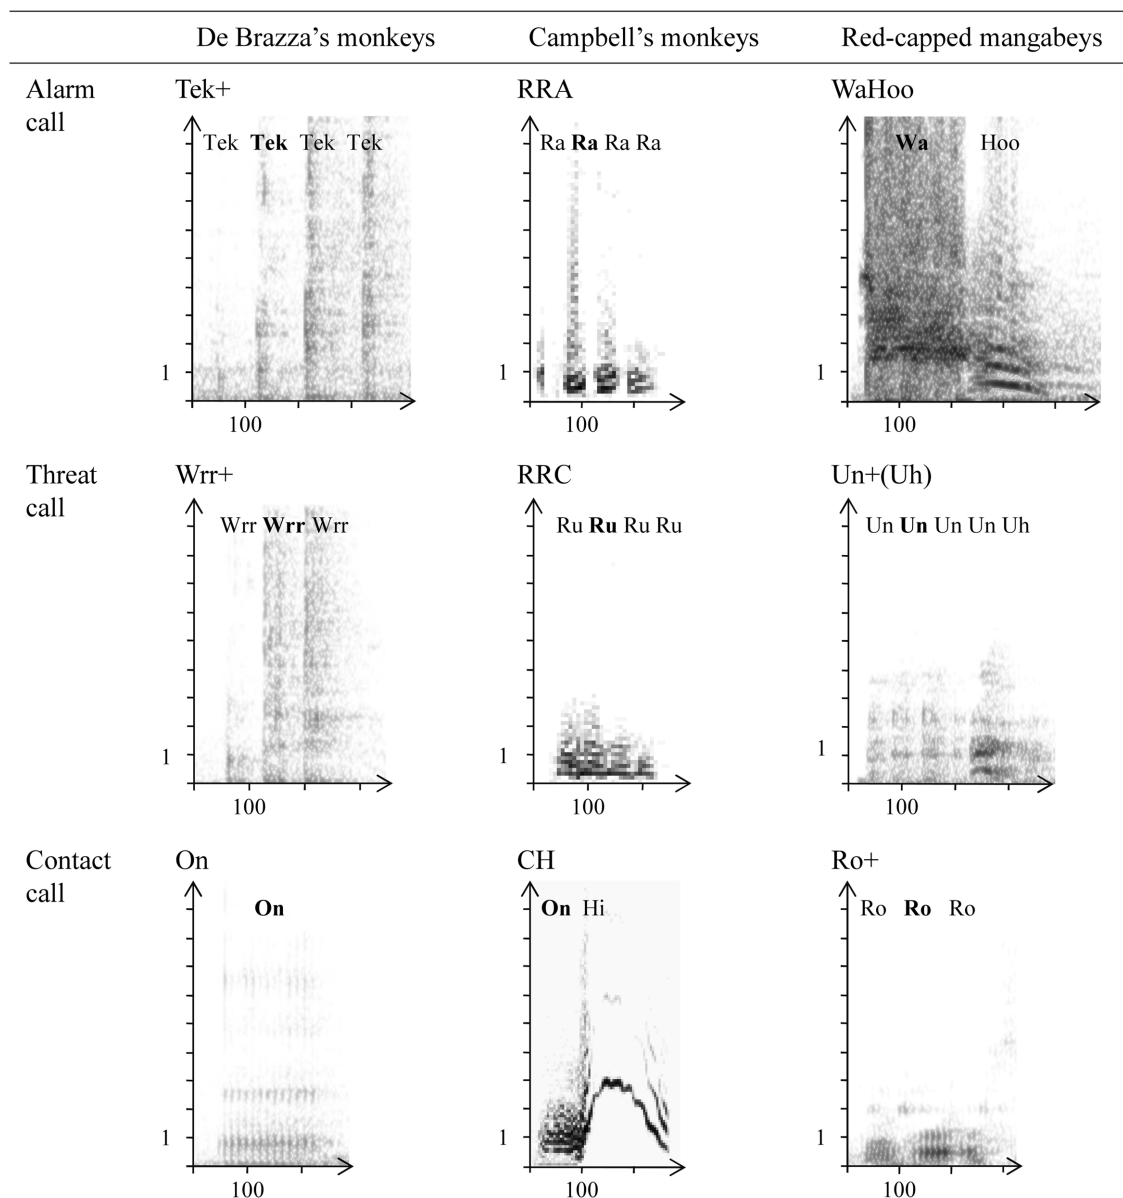 De Brazza’s monkeys Campbell’s monkeys Red-capped mangabeys
Alarm call Tek+ RRA WaHoo
Tek Tek Tek Tek Ra Ra Ra Ra Wa Hoo
1 1 1
100 100 100
Threat call Wrr+ RRC Un+(Uh)
Wrr Wrr Wrr Ru Ru Ru Ru Un Un Un Un Uh
1 1 1
100 100 100
Contact call On CH Ro+
On On Hi Ro Ro Ro
1 1 1
100 100 100